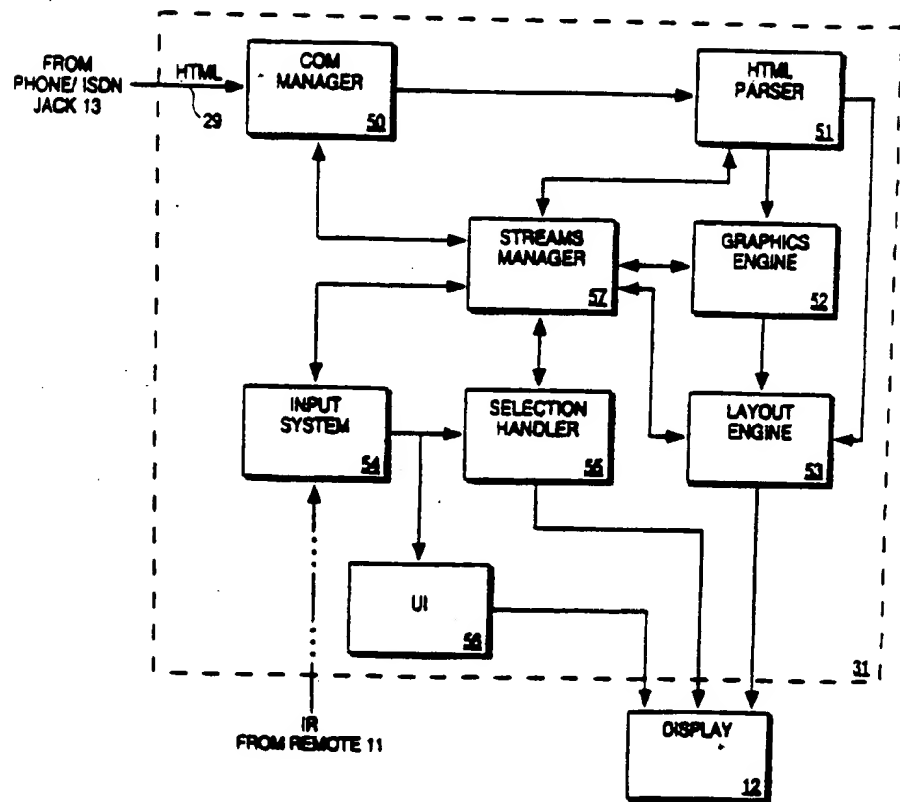 FROM
PHONE/ ISDN
JACK 13
HTML
29
COM
MANAGER
50
HTML
PARSER
51
STREAMS
MANAGER
57
GRAPHICS
ENGINE
52
INPUT
SYSTEM
54
SELECTION
HANDLER
55
LAYOUT
ENGINE
53
UI
56
31
IR
FROM REMOTE 11
DISPLAY
12